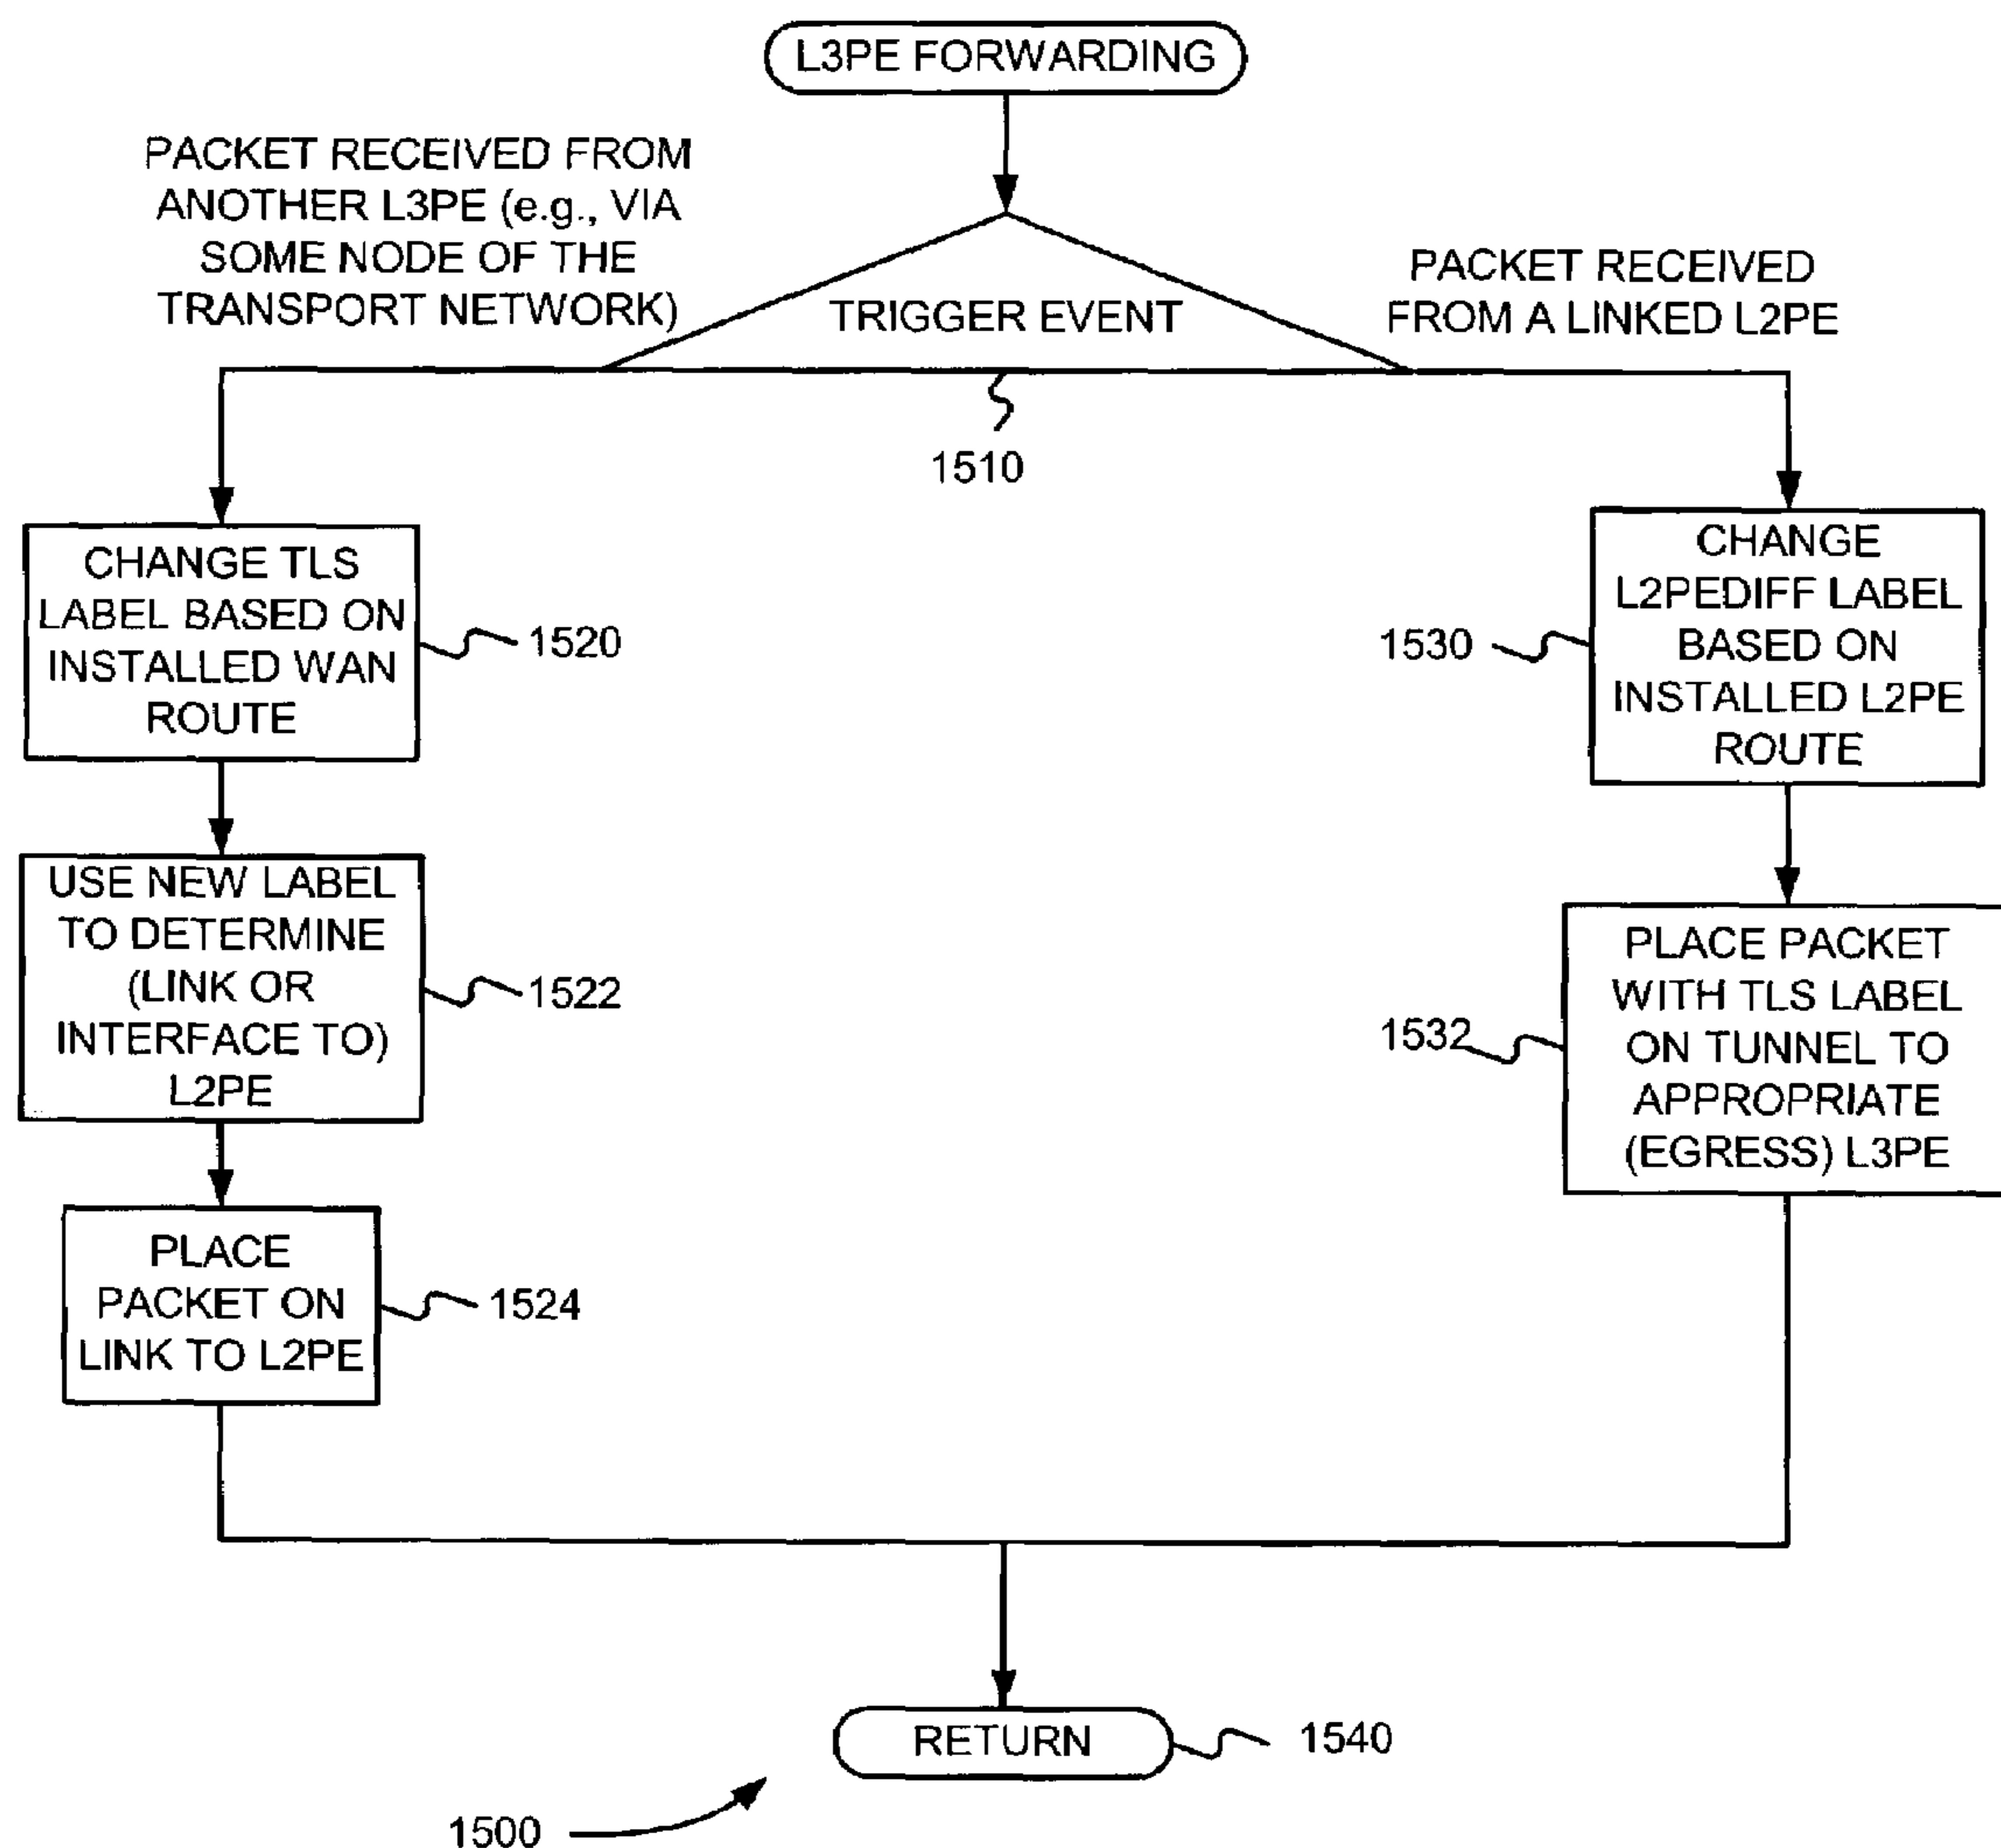 L3PE FORWARDING
PACKET RECEIVED FROM
ANOTHER L3PE (e.g., VIA
SOME NODE OF THE
TRANSPORT NETWORK)
TRIGGER EVENT
PACKET RECEIVED
FROM A LINKED L2PE
1510
CHANGE TLS
LABEL BASED ON
INSTALLED WAN
ROUTE
1520
USE NEW LABEL
TO DETERMINE
(LINK OR
INTERFACE TO)
L2PE
1522
PLACE
PACKET ON
LINK TO L2PE
1524
CHANGE
L2PEDIFF LABEL
BASED ON
INSTALLED L2PE
ROUTE
1530
PLACE PACKET
WITH TLS LABEL
ON TUNNEL TO
APPROPRIATE
(EGRESS) L3PE
1532
RETURN
1540
1500